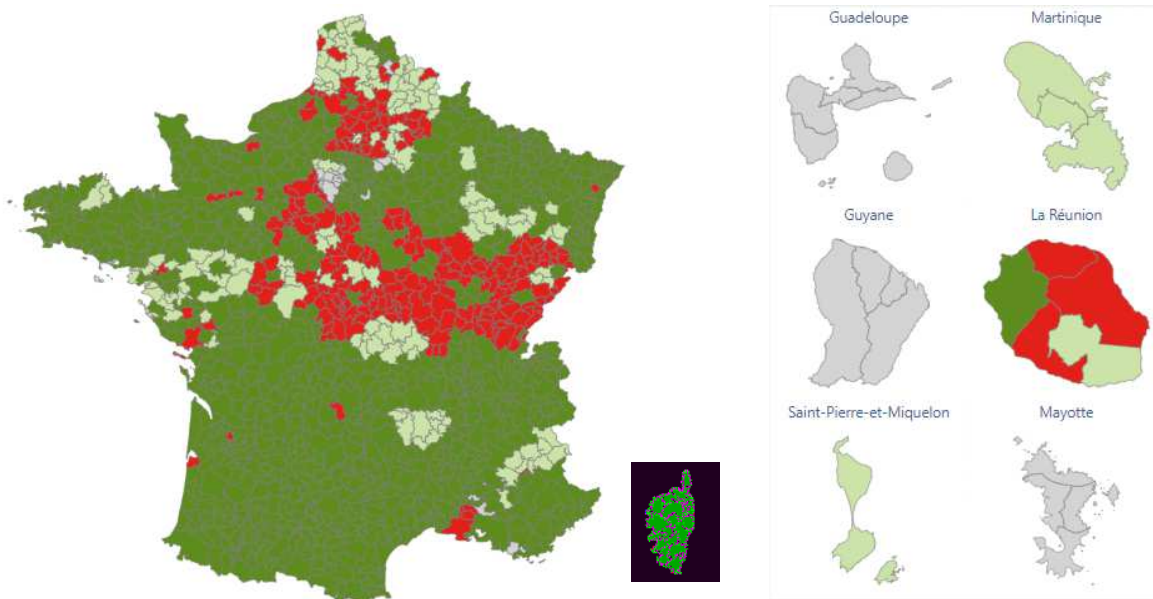 Guadeloupe
Martinique
Guyane
La Réunion
Saint-Pierre-et-Miquelon
Mayotte